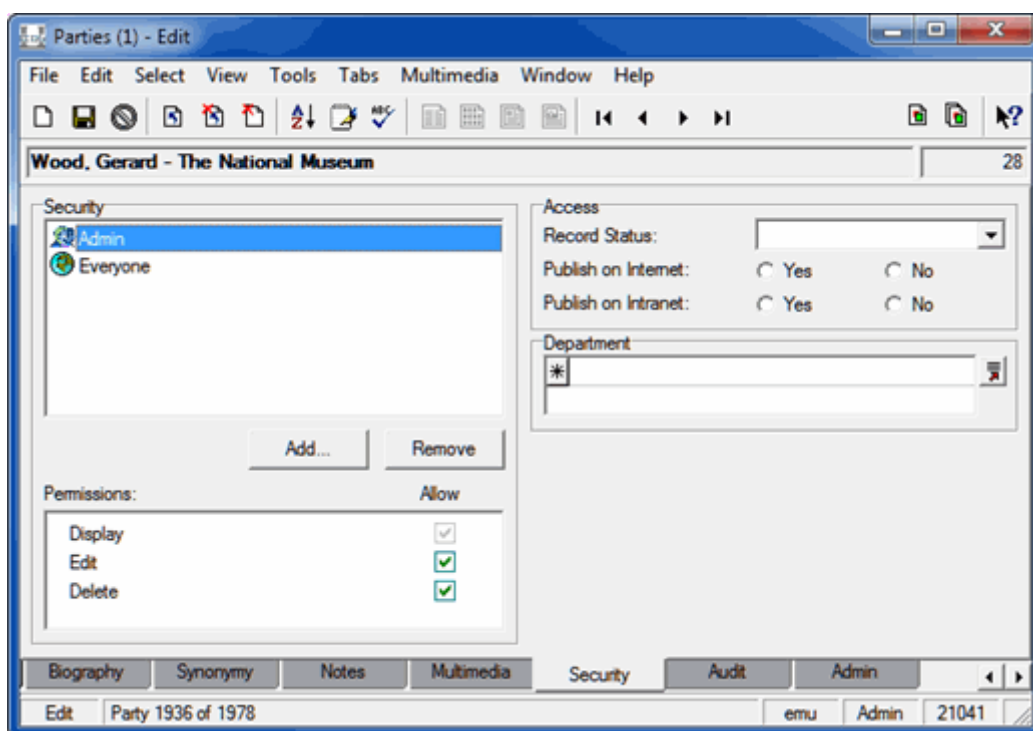 Parties (1) - Edit
File Edit Select View Tools Tabs Multimedia Window Help
Wood, Gerard - The National Museum 28
Security
Admin
Everyone
Add... Remove
Permissions: Allow
Display
Edit
Delete
Access
Record Status:
Publish on Internet: Yes No
Publish on Intranet: Yes No
Department
Biography Synonymy Notes Multimedia Security Audit Admin
Edit Party 1936 of 1978 emu Admin 21041